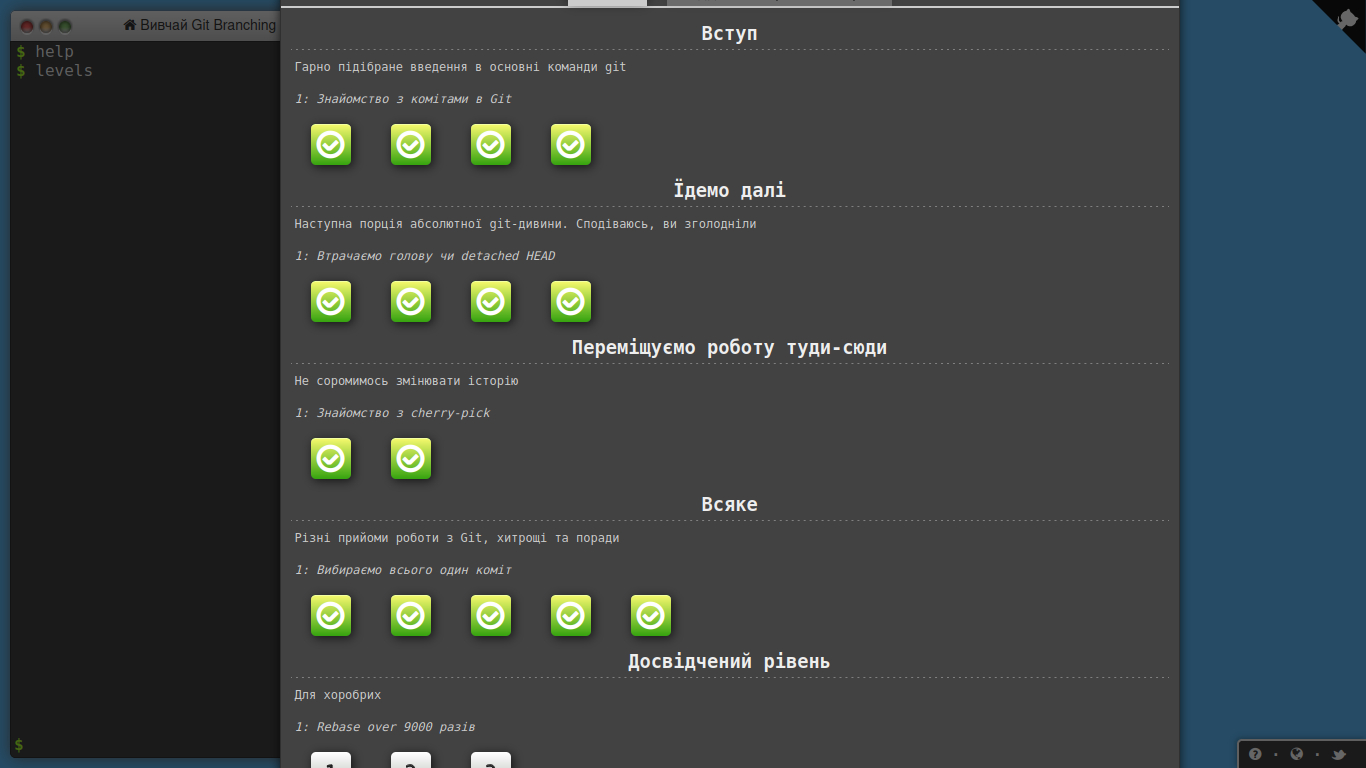 Вивчай Git Branching
$ help
$ levels
$
Вступ
Гарно підібране введення в основні команди git
1: Знайомство з комітами в Git
Їдемо далі
Наступна порція абсолютної git-дивини. Сподіваюсь, ви зголодніли
1: Втрачаємо голову чи detached HEAD
Переміщуємо роботу туди-сюди
Не соромимось змінювати історію
1: Знайомство з cherry-pick
Всяке
Різні прийоми роботи з Git, хитрощі та поради
1: Вибираємо всього один коміт
Досвідчений рівень
Для хоробрих
1: Rebase over 9000 разів
1 2 3